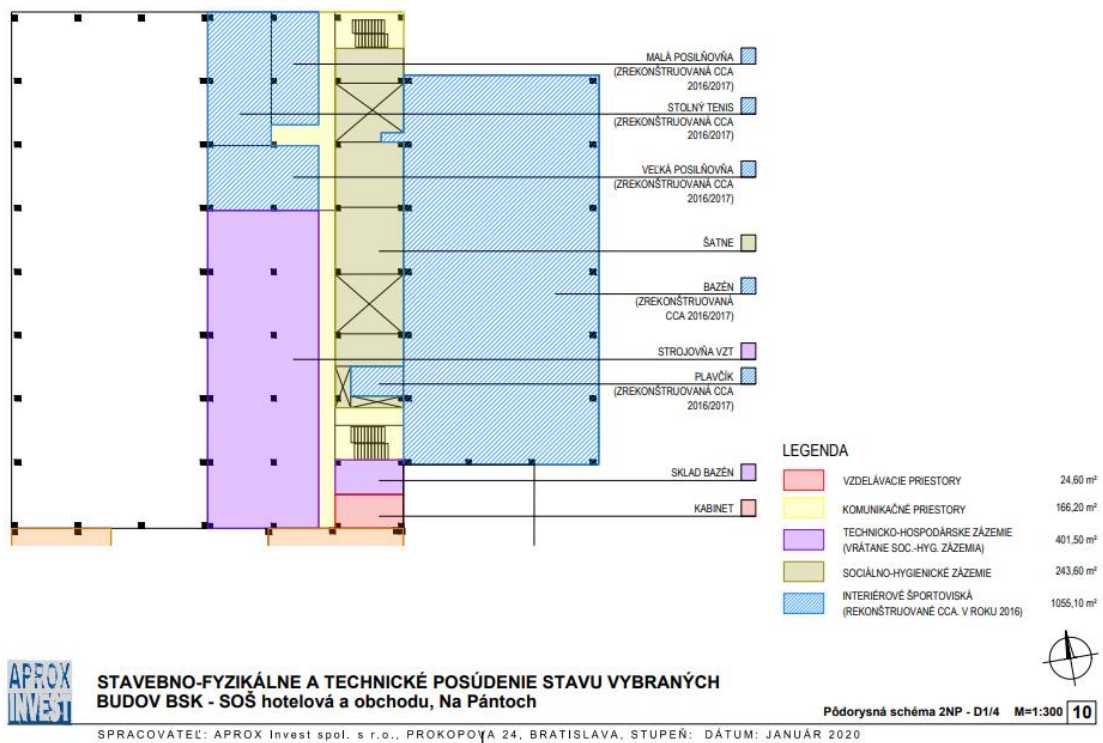 MALÁ POSILŇOVŇA
(ZREKONŠTRUOVANÁ CCA
2016/2017)
STOLNÝ TENIS
(ZREKONŠTRUOVANÁ CCA
2016/2017)
VEĽKÁ POSILŇOVŇA
(ZREKONŠTRUOVANÁ CCA
2016/2017)
ŠATNE
BAZÉN
(ZREKONŠTRUOVANÁ
CCA 2016/2017)
STROJOVŇA VZT
PLAVČÍK
(ZREKONŠTRUOVANÁ CCA
2016/2017)
SKLAD BAZÉN
KABINET
LEGENDA
VZDELÁVACIE PRIESTORY 24,60 m²
KOMUNIKAČNÉ PRIESTORY 166,20 m²
TECHNICKO-HOSPODÁRSKE ZÁZEMIE
(VRÁTANE SOC.-HYG. ZÁZEMIA) 401,50 m²
SOCIÁLNO-HYGIENICKÉ ZÁZEMIE 243,60 m²
INTERIÉROVÉ ŠPORTOVISKÁ
(REKONŠTRUOVANÉ CCA. V ROKU 2016) 1055,10 m²
APROX
INVEST
STAVEBNO-FYZIKÁLNE A TECHNICKÉ POSÚDENIE STAVU VYBRANÝCH
BUDOV BSK - SOŠ hotelová a obchodu, Na Pántoch
Pôdorysná schéma 2NP - D1/4 M=1:300 10
SPRACOVATEĽ: APROX Invest spol. s r.o., PROKOPOVA 24, BRATISLAVA, STUPEŇ: DÁTUM: JANUÁR 2020